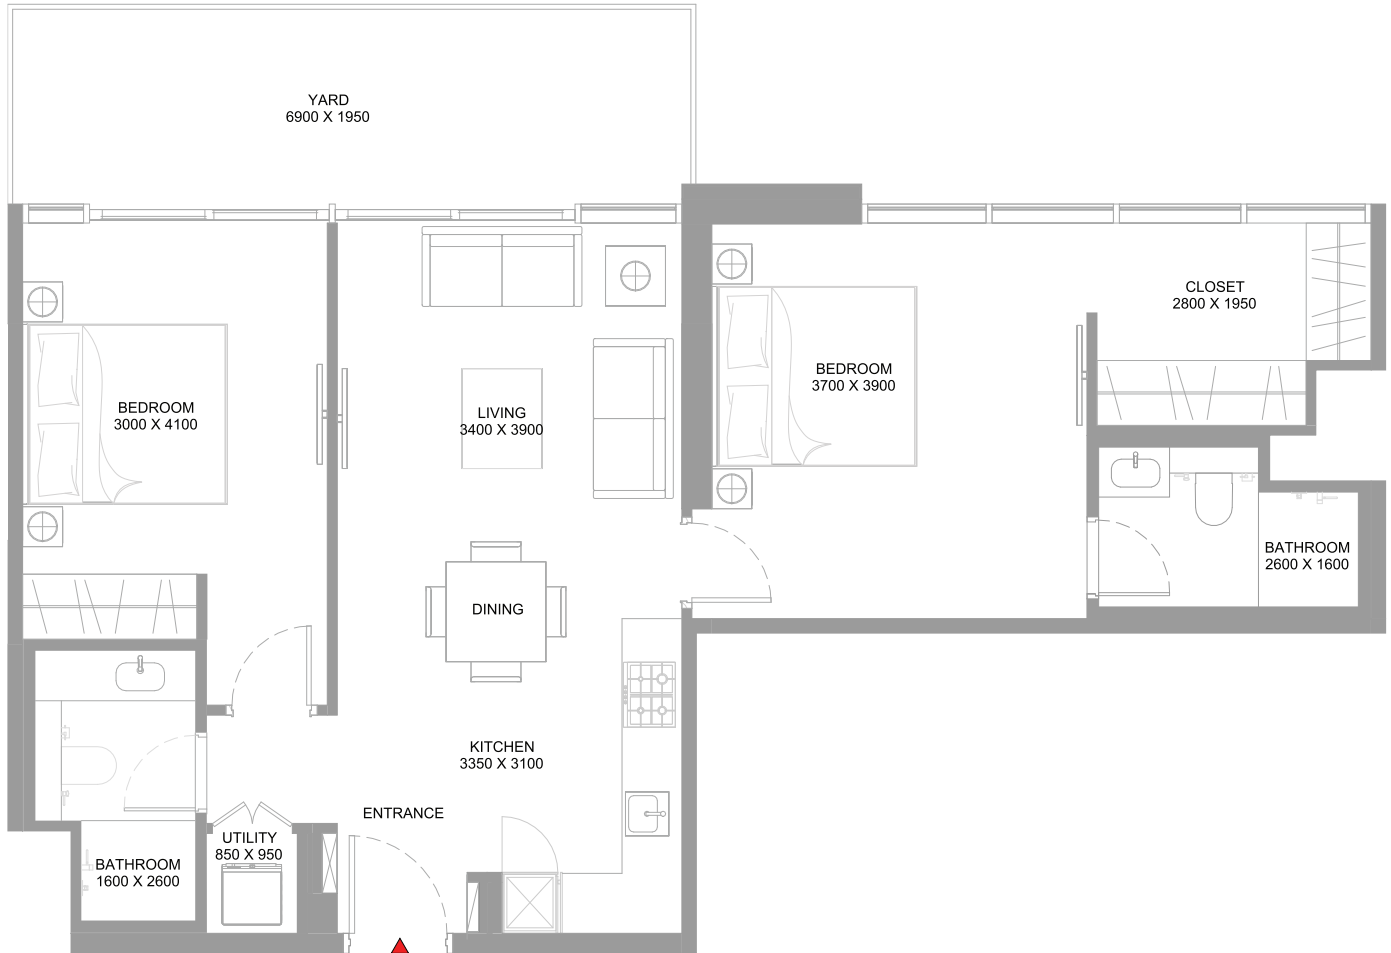 YARD
6900 X 1950
CLOSET
2800 X 1950
BEDROOM
3700 X 3900
BEDROOM
3000 X 4100
LIVING
3400 X 3900
BATHROOM
2600 X 1600
DINING
KITCHEN
3350 X 3100
ENTRANCE
UTILITY
850 X 950
BATHROOM
1600 X 2600